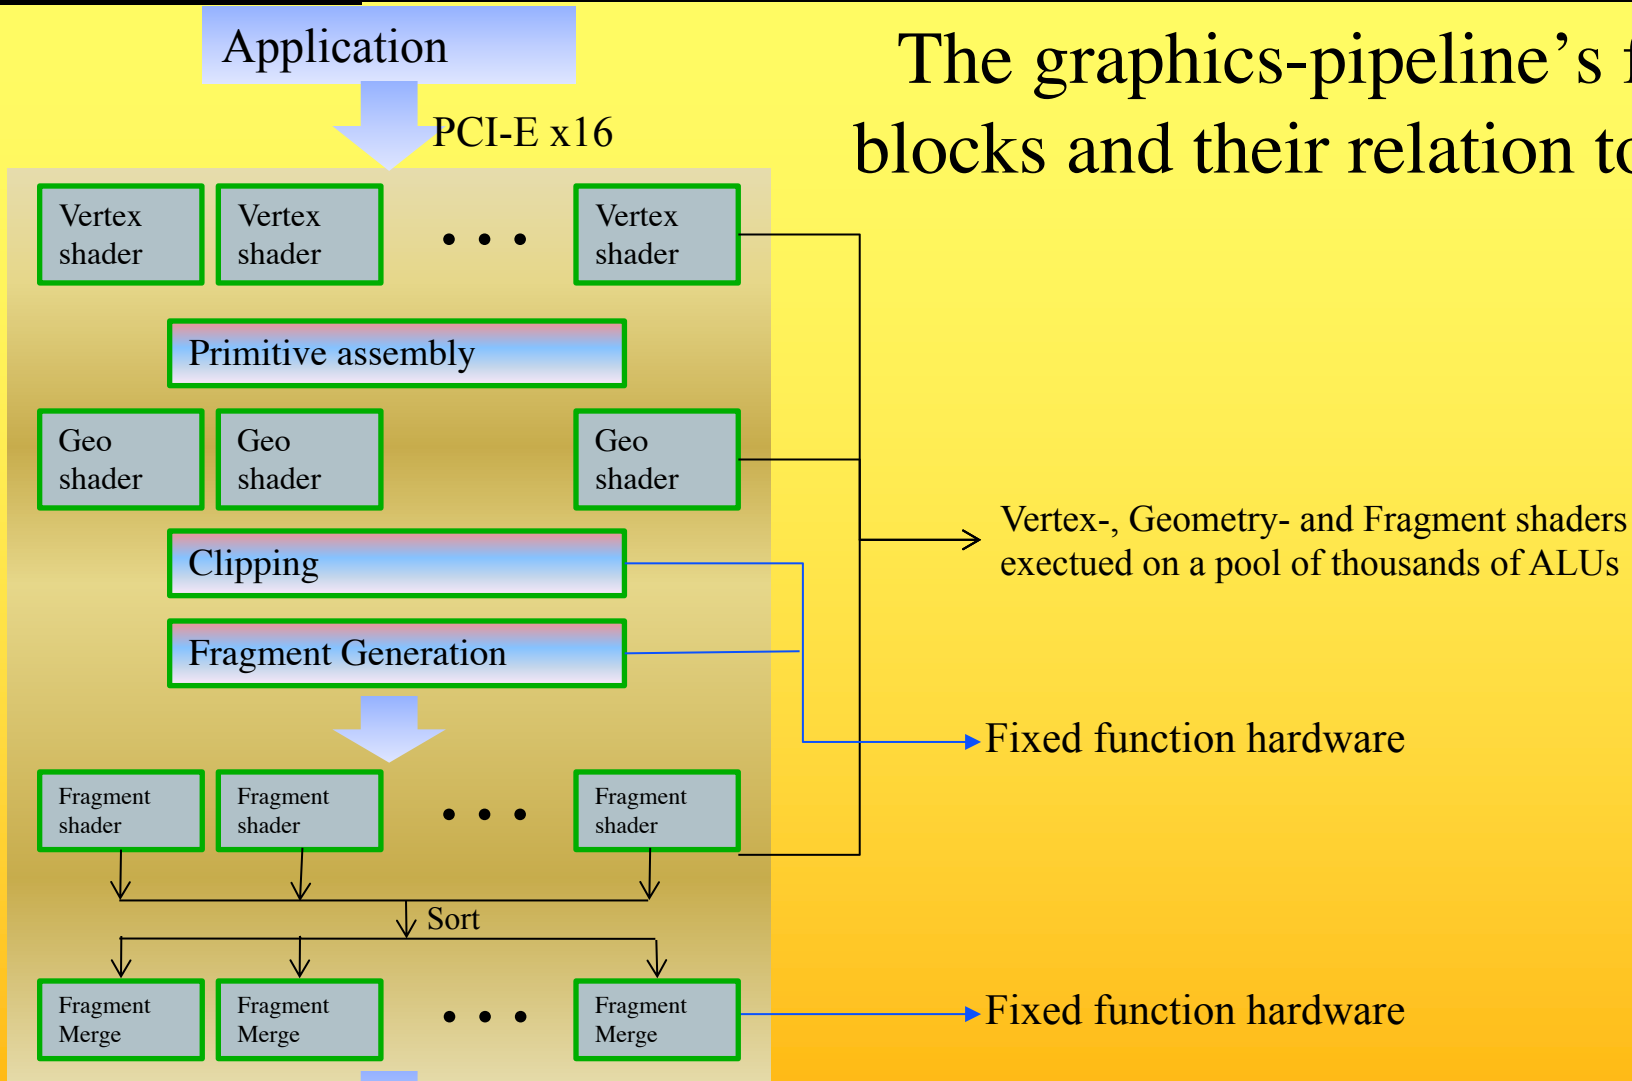 Application
The graphics-pipeline’s
blocks and their relation to
PCI-E x16
Vertex shader
Vertex shader
• • •
Vertex shader
Primitive assembly
Geo shader
Geo shader
Geo shader
Vertex-, Geometry- and Fragment shaders
exectued on a pool of thousands of ALUs
Clipping
Fragment Generation
Fixed function hardware
Fragment shader
Fragment shader
• • •
Fragment shader
Sort
Fragment Merge
Fragment Merge
• • •
Fragment Merge
Fixed function hardware